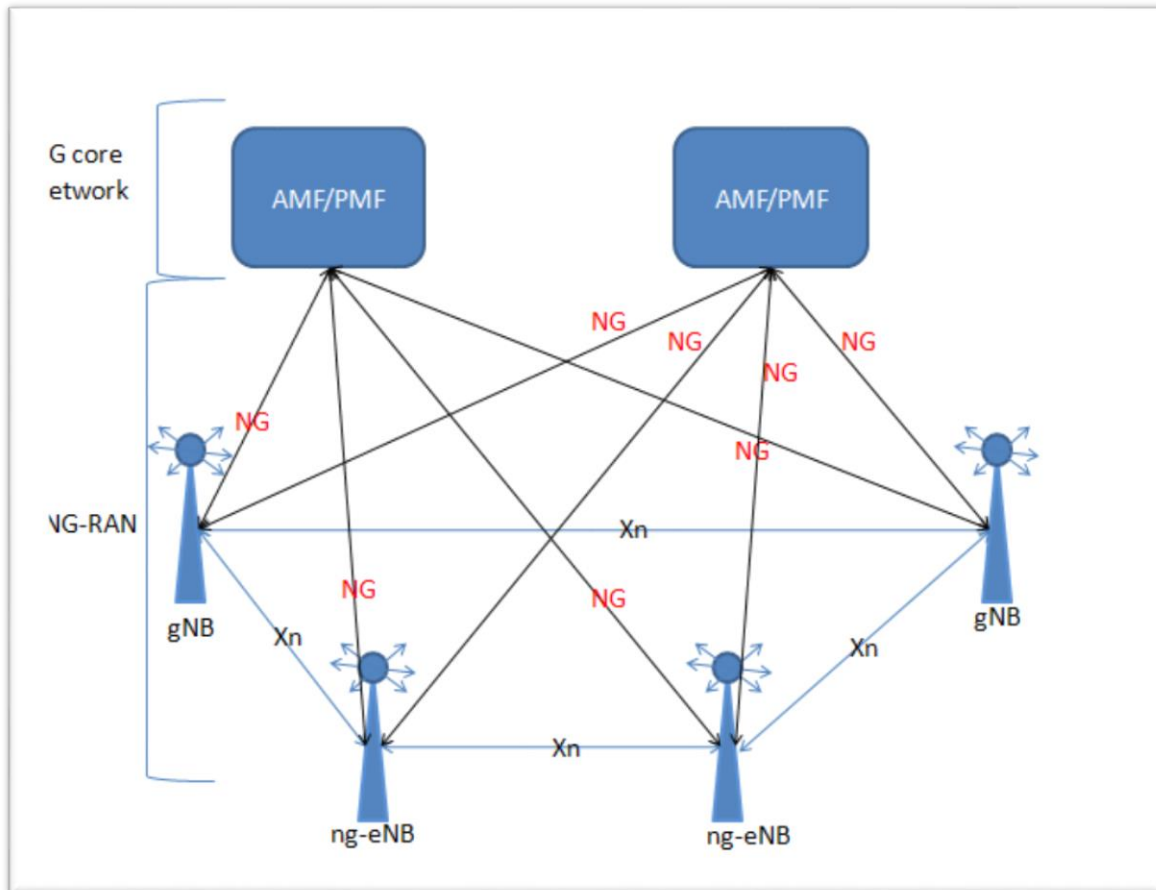 G core
etwork
AMF/PMF
AMF/PMF
NG
NG
NG
NG
NG
NG
NG
NG
NG-RAN
Xn
gNB
gNB
Xn
Xn
Xn
ng-eNB
ng-eNB